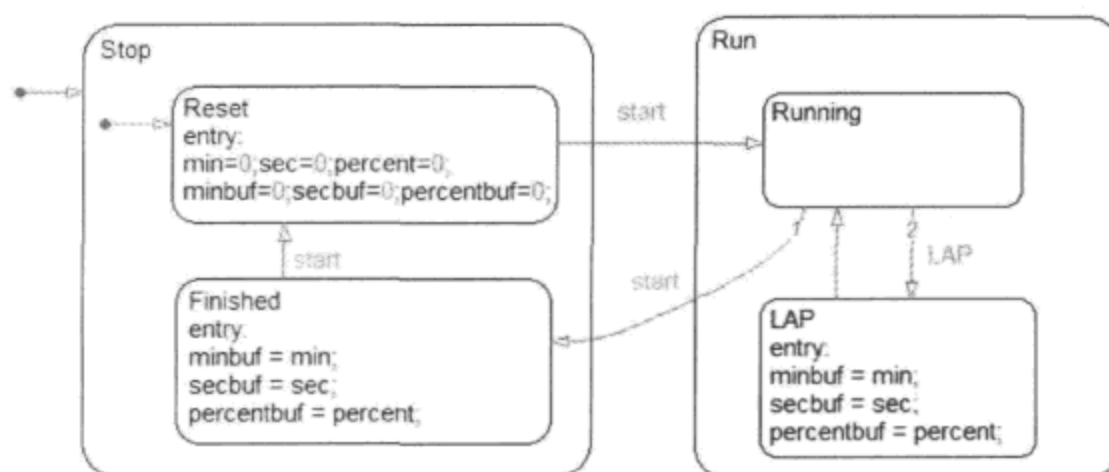 Stop
Reset
entry:
min=0;sec=0;percent=0;
minbuf=0;secbuf=0;percentbuf=0;
start
Finished
entry:
minbuf = min;
secbuf = sec;
percentbuf = percent;
start
start
Run
Running
1
2
LAP
LAP
entry:
minbuf = min;
secbuf = sec;
percentbuf = percent;